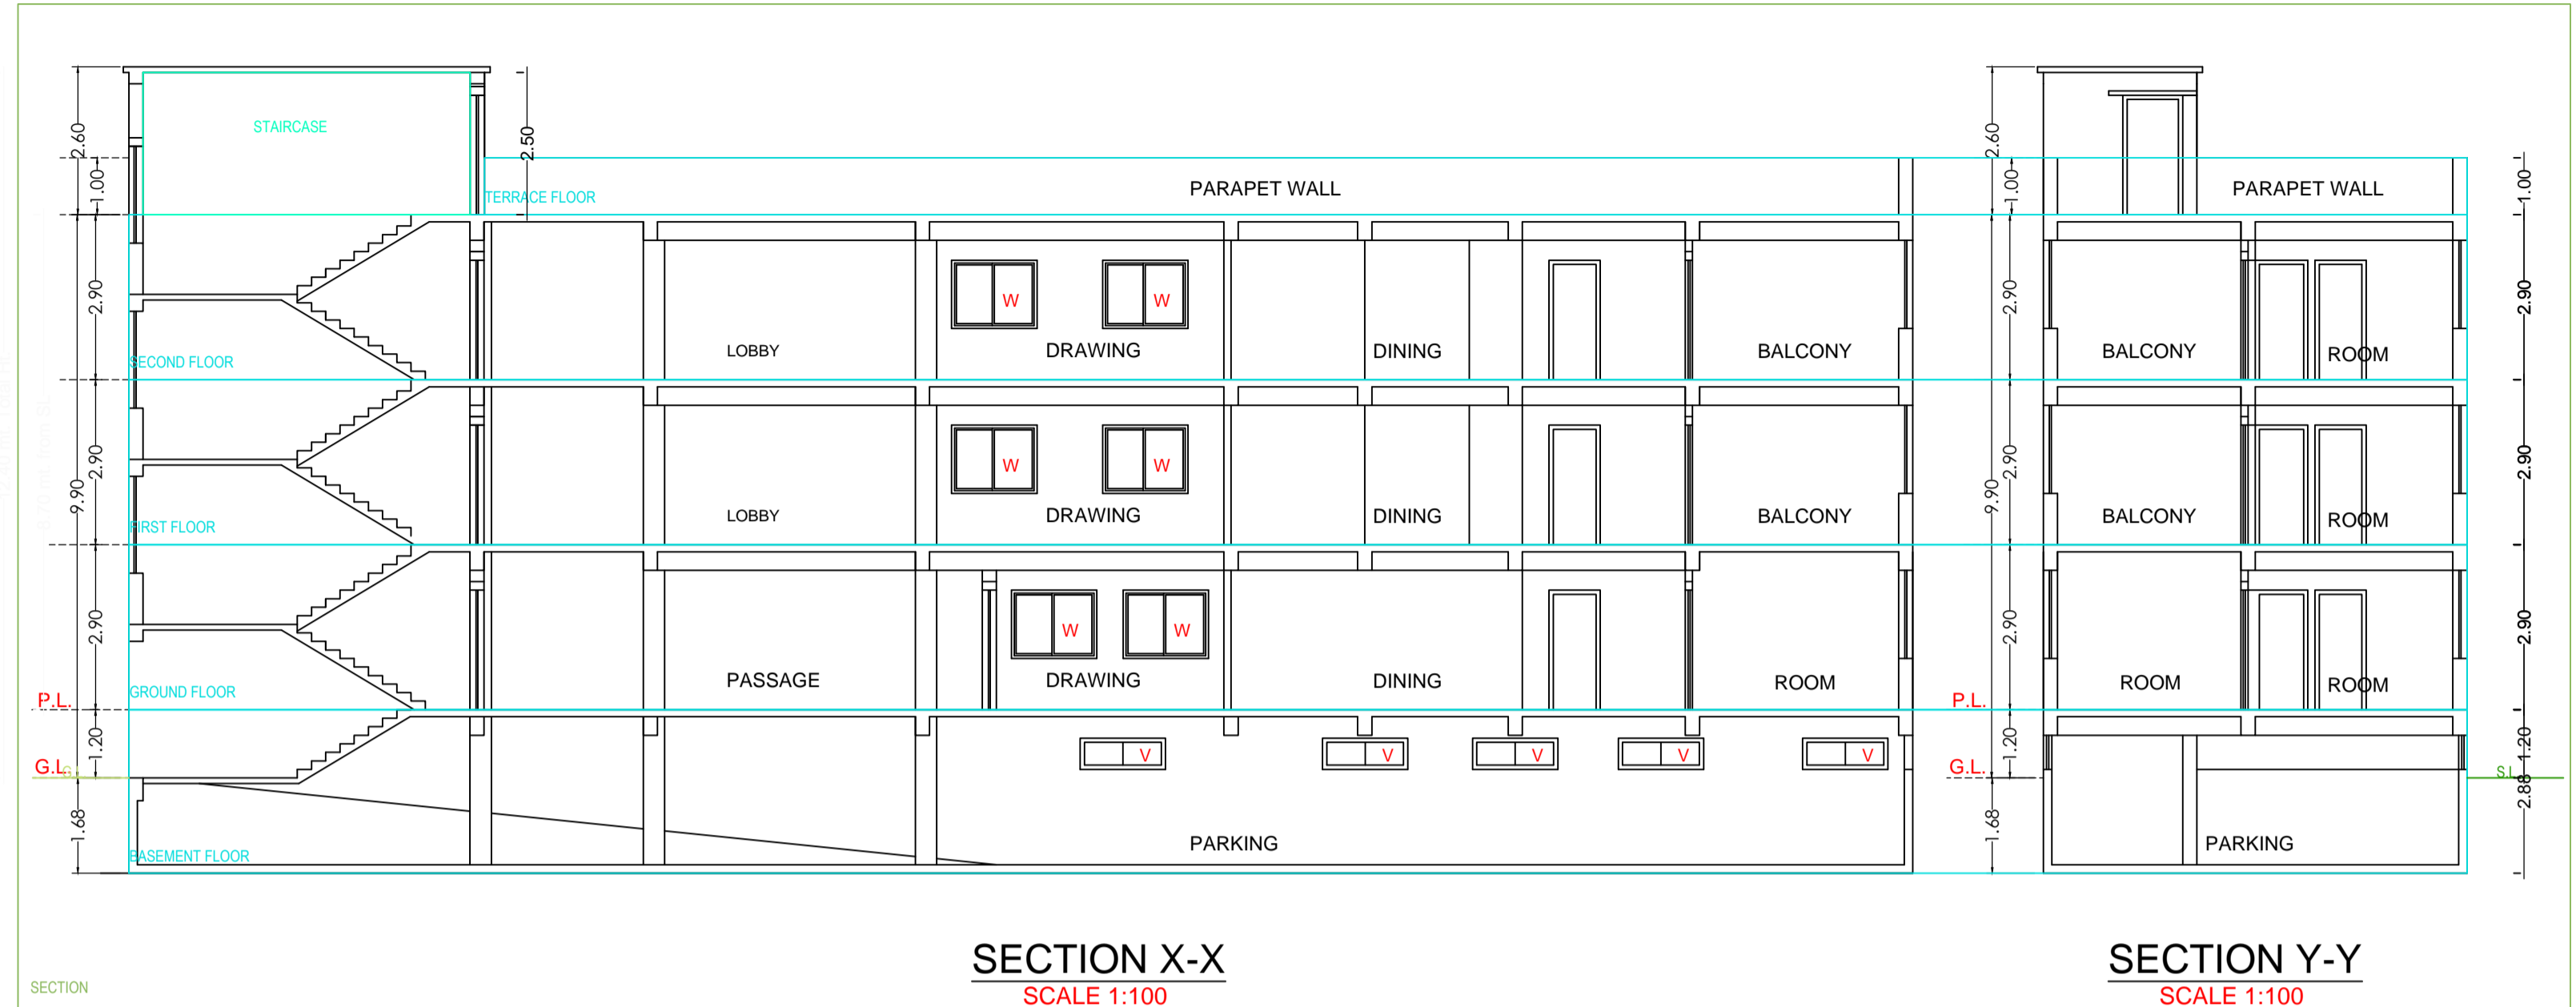 STAIRCASE
2.60
2.50
2.60
1.00
TERRACE FLOOR
PARAPET WALL
1.00
PARAPET WALL
1.00
2.90
W
W
2.90
2.90
SECOND FLOOR
LOBBY
DRAWING
DINING
BALCONY
BALCONY
ROOM
2.90
9.90
W
W
9.90
2.90
2.90
FIRST FLOOR
LOBBY
DRAWING
DINING
BALCONY
BALCONY
ROOM
2.90
W
W
2.90
2.90
GROUND FLOOR
PASSAGE
DRAWING
DINING
ROOM
ROOM
ROOM
P.L.
P.L.
1.20
V
V
V
V
V
1.20
1.20
G.L.
G.L.
S.L.
1.68
1.68
2.88
BASEMENT FLOOR
PARKING
PARKING
SECTION X-X
SCALE 1:100
SECTION Y-Y
SCALE 1:100
SECTION